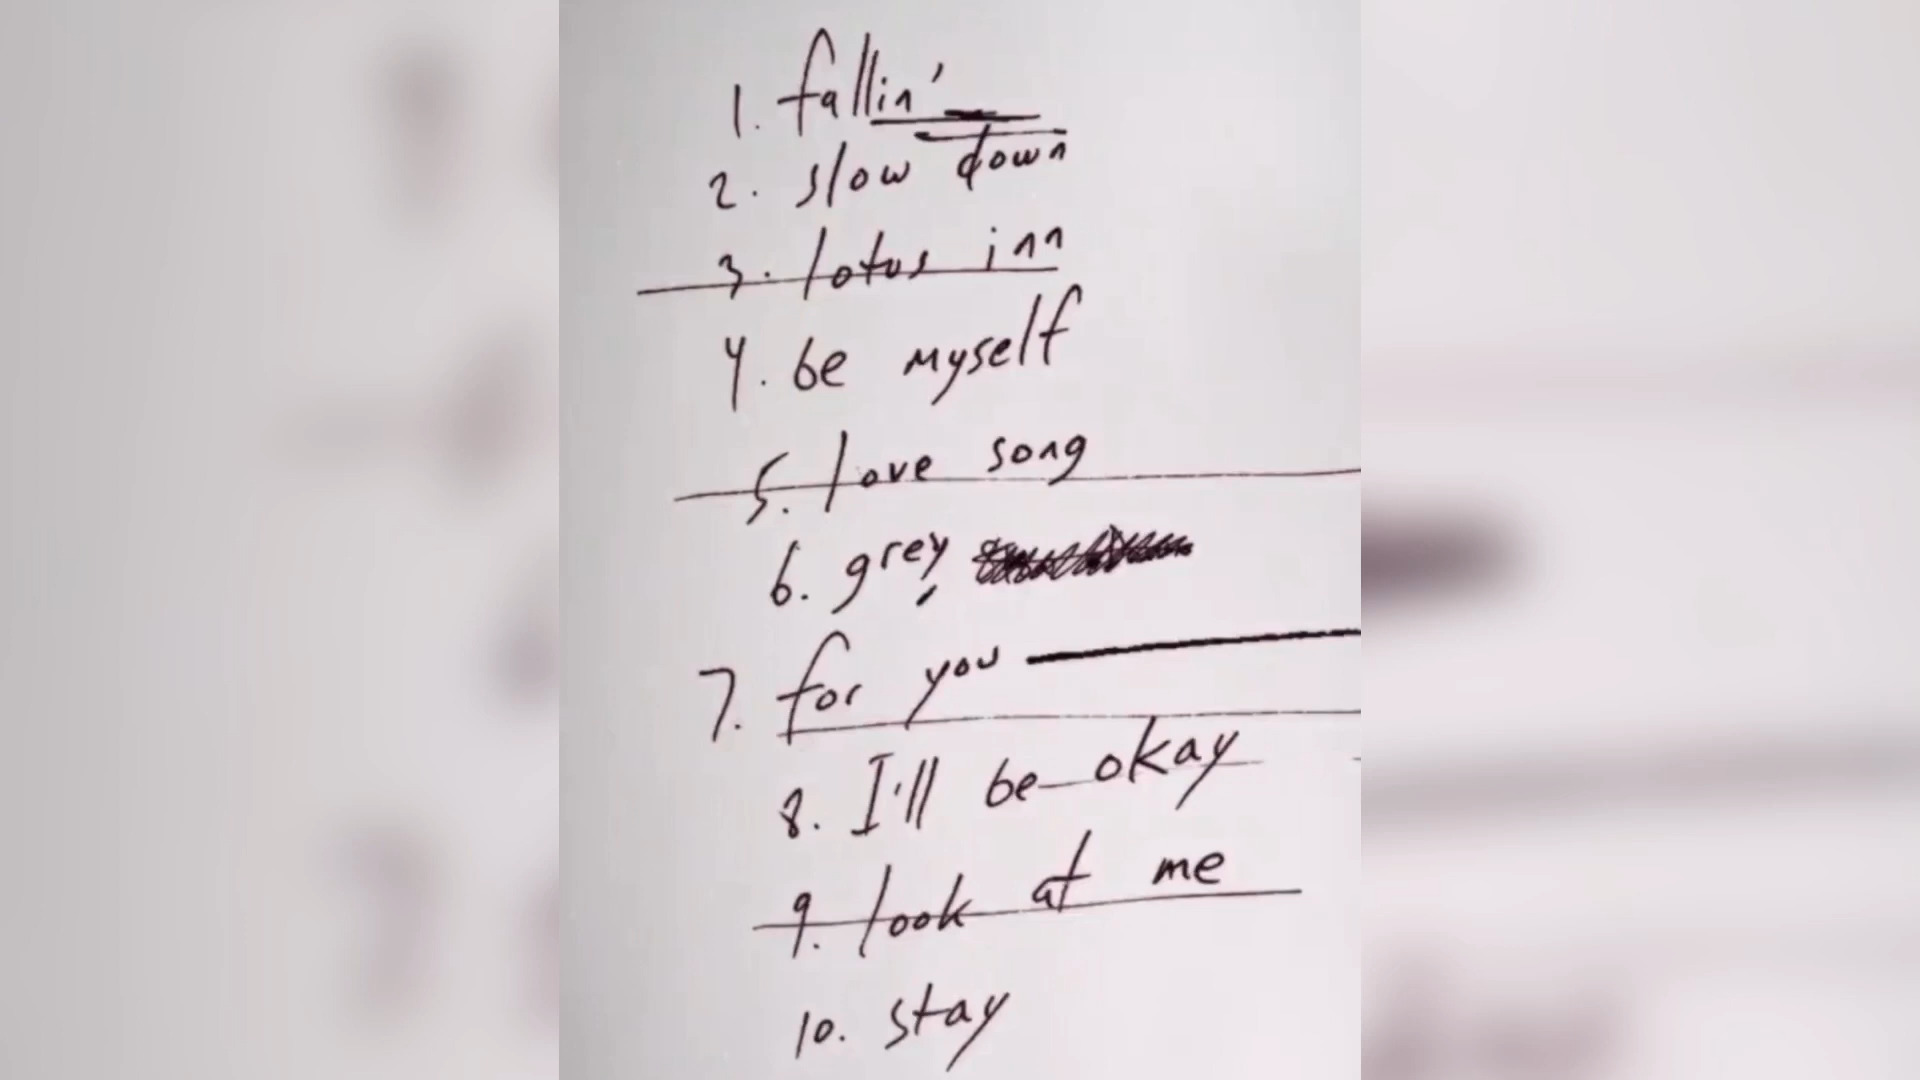 1. fallin'
2. slow down
3. lotus inn
4. be myself
5. love song
6. grey
7. for you
8. I'll be okay
9. look at me
10. stay